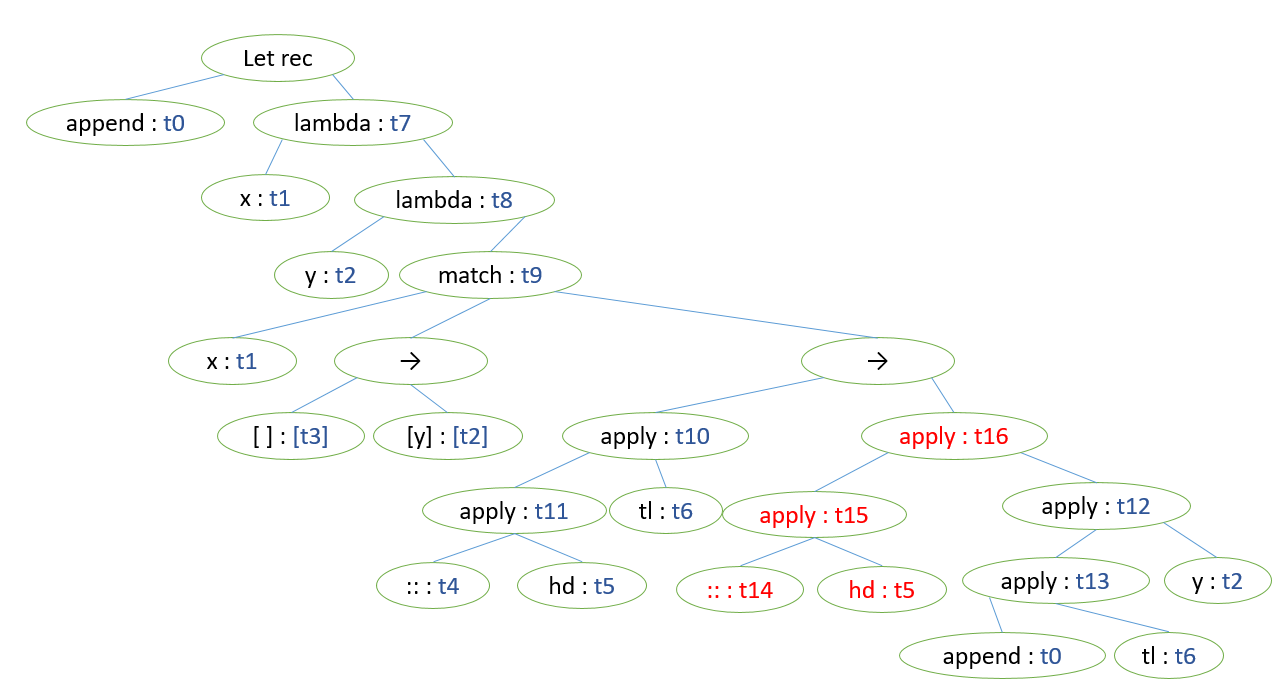 Let rec
append : t0
lambda : t7
x : t1
lambda : t8
y : t2
match : t9
x : t1
→
→
[ ] : [t3]
[y] : [t2]
apply : t10
apply : t16
apply : t11
tl : t6
apply : t15
apply : t12
:: : t4
hd : t5
:: : t14
hd : t5
apply : t13
y : t2
append : t0
tl : t6